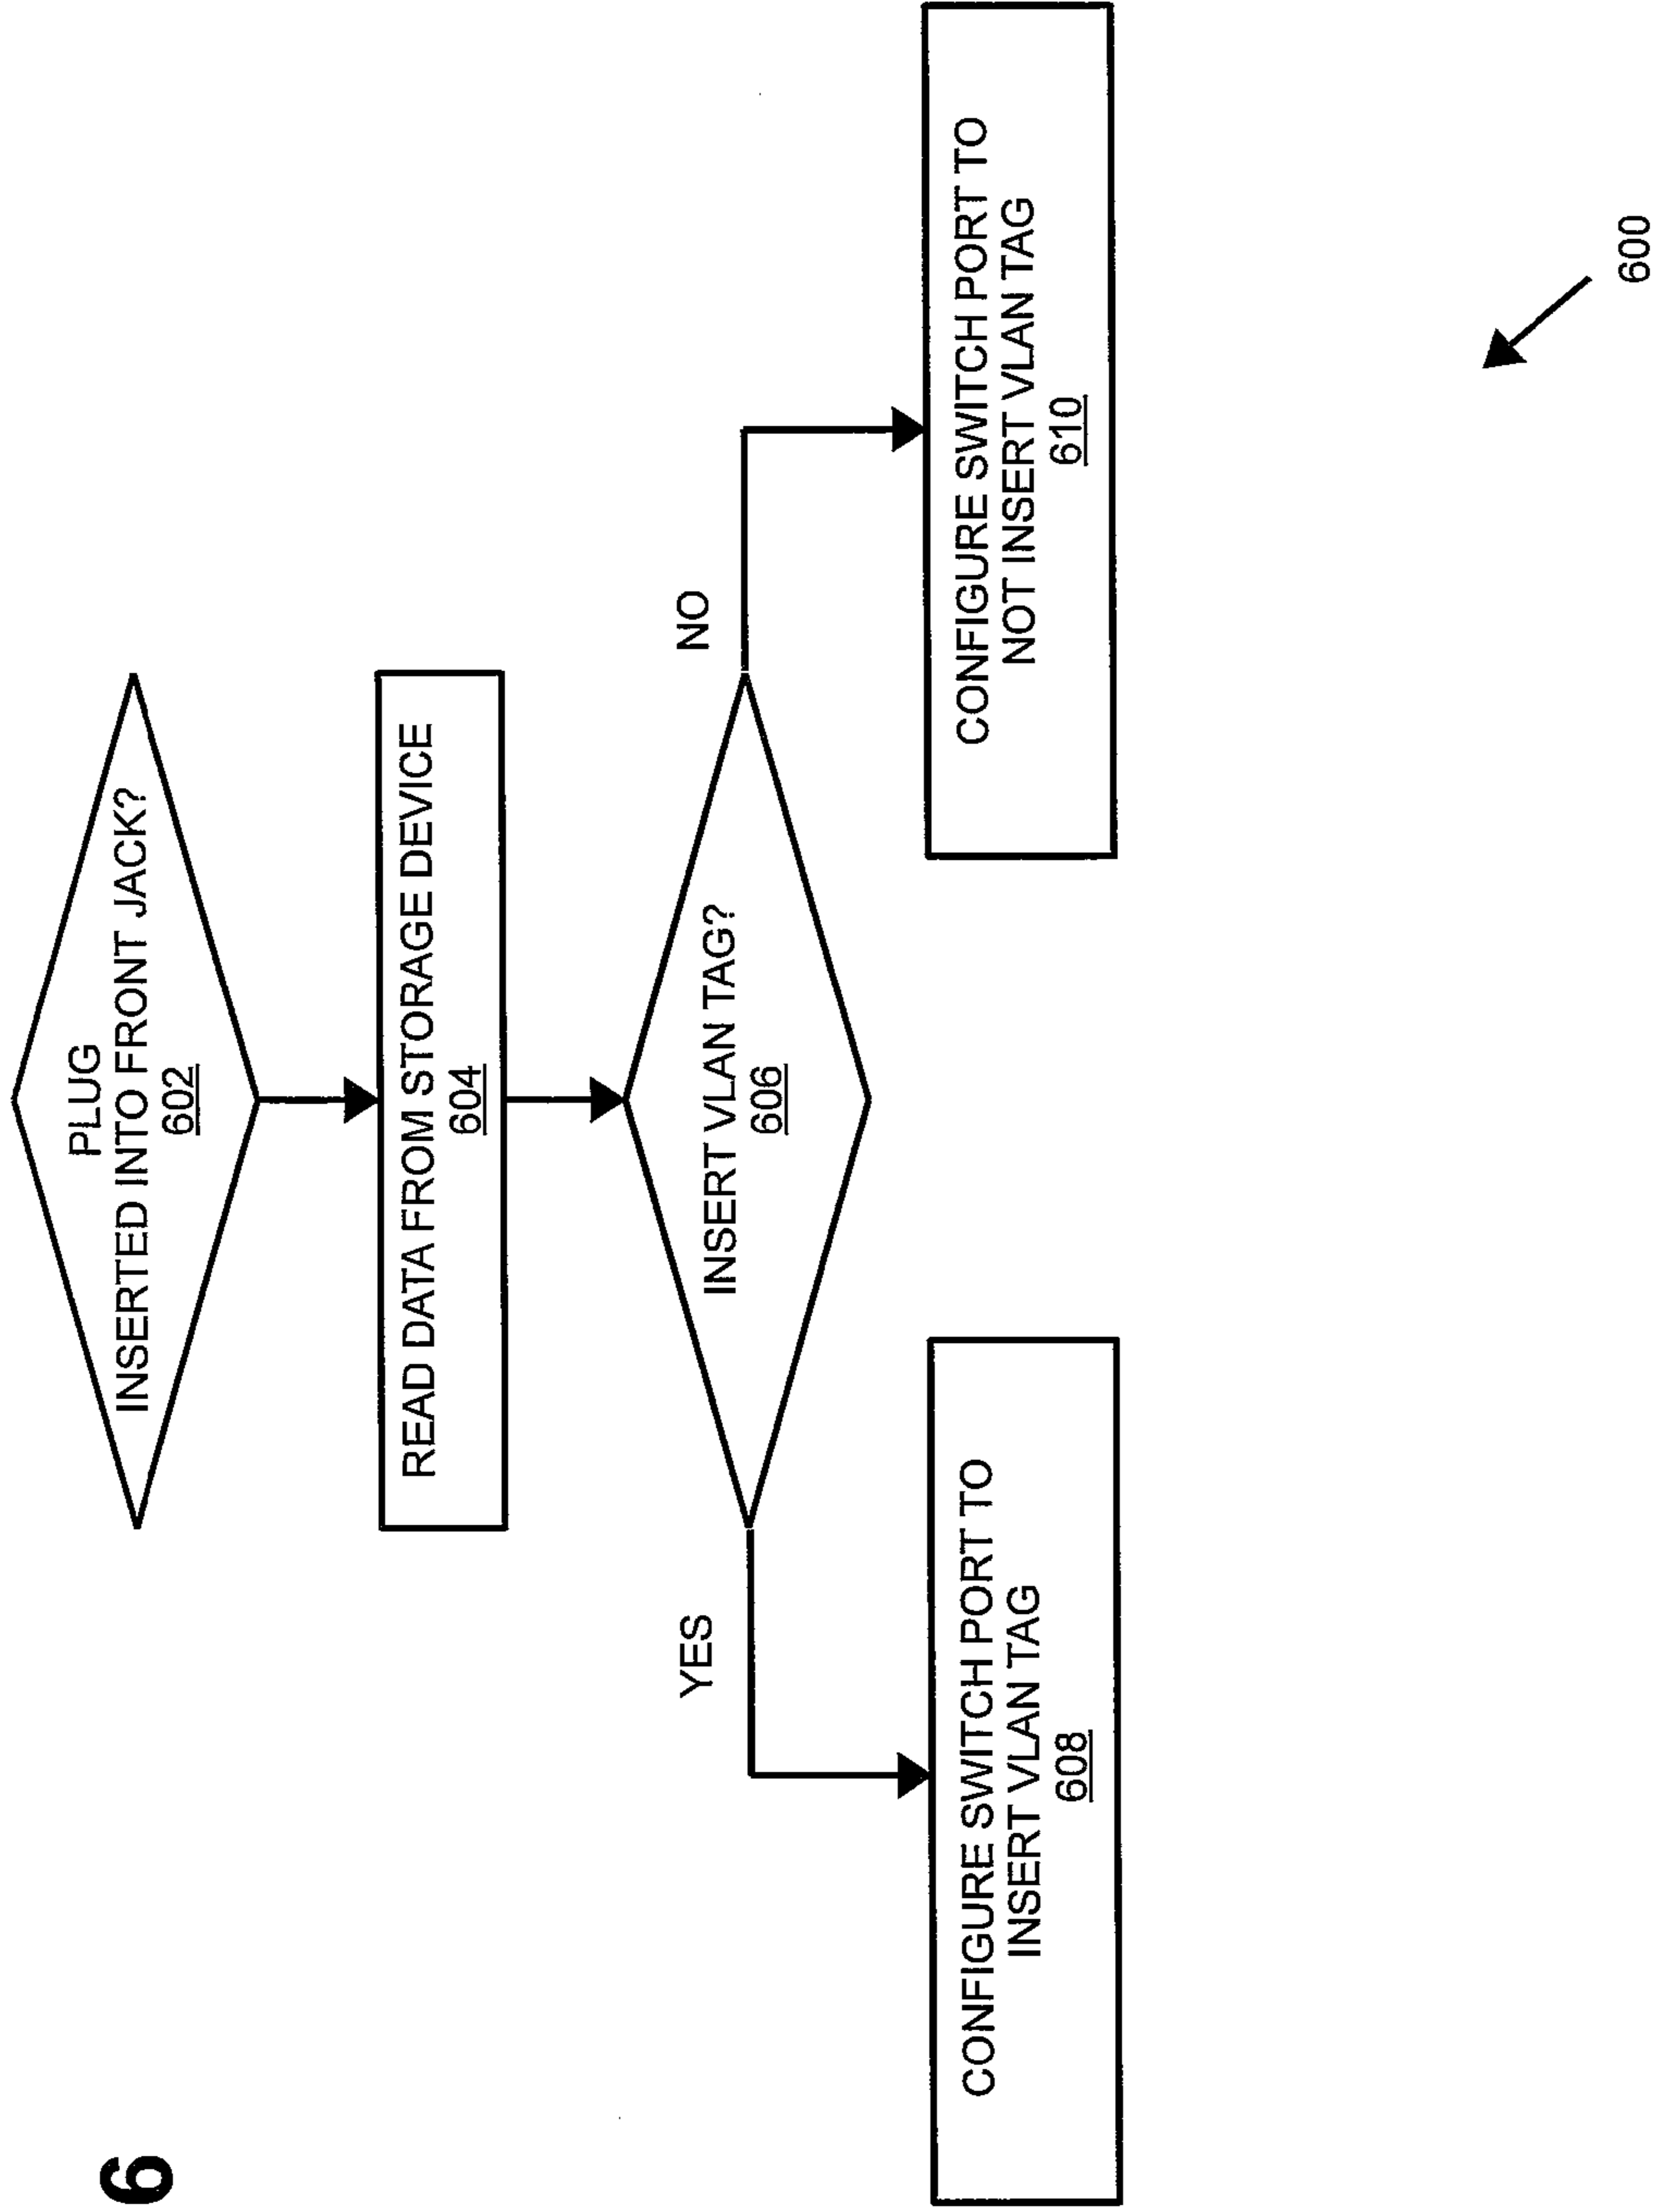 6
PLUG
INSERTED INTO FRONT JACK?
602
READ DATA FROM STORAGE DEVICE
604
INSERT VLAN TAG?
606
YES
NO
CONFIGURE SWITCH PORT TO
INSERT VLAN TAG
608
CONFIGURE SWITCH PORT TO
NOT INSERT VLAN TAG
610
600